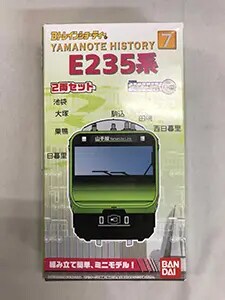 Bトレインショーティー
YAMANOTE HISTORY
7
E235系
2両セット
池袋
大塚
駒込
田端
巣鴨
西日暮里
日暮里
山手線
組み立て簡単、ミニモデル!
BAN
DAI